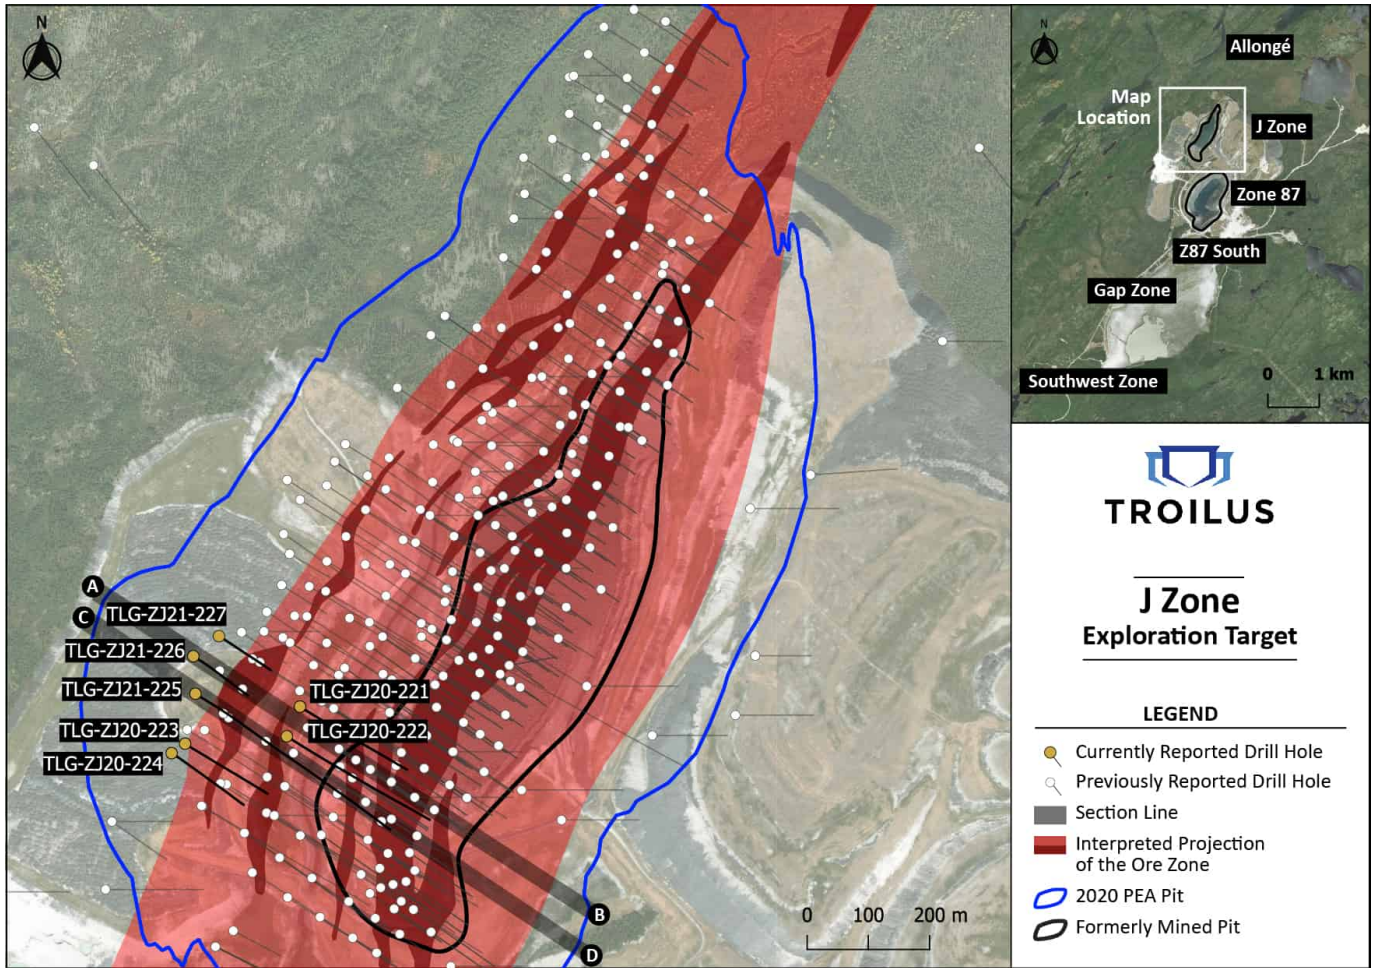 N
A
C
TLG-ZJ21-227
TLG-ZJ21-226
TLG-ZJ21-225
TLG-ZJ20-223
TLG-ZJ20-224
TLG-ZJ20-221
TLG-ZJ20-222
B
D
0 100 200 m
N
Allongé
Map
Location
J Zone
Zone 87
Z87 South
Gap Zone
Southwest Zone
0 1 km
TROILUS
J Zone
Exploration Target
LEGEND
Currently Reported Drill Hole
Previously Reported Drill Hole
Section Line
Interpreted Projection
of the Ore Zone
2020 PEA Pit
Formerly Mined Pit